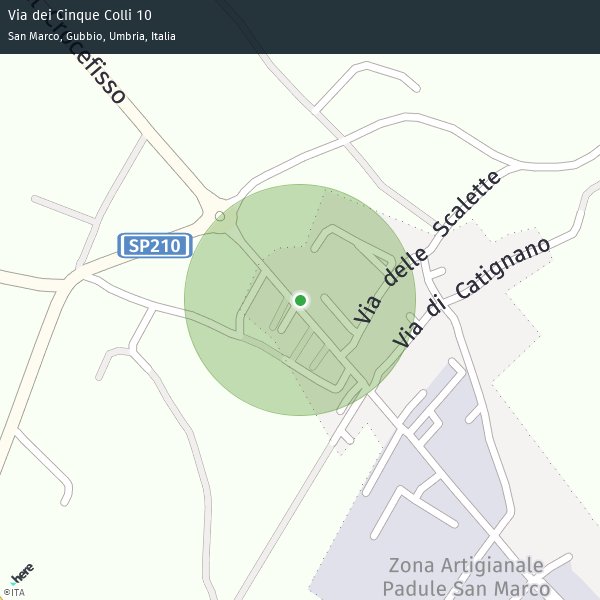 Via dei Cinque Colli 10
San Marco, Gubbio, Umbria, Italia
Crocefisso
SP210
Via delle Scalette
Via di Catignano
Zona Artigianale
Padule San Marco
here
©ITA